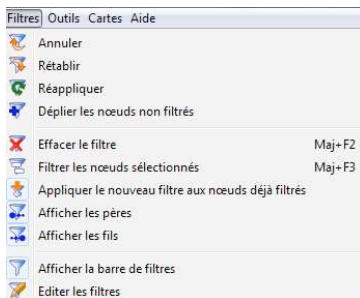 Filtres Outils Cartes Aide
Annuler
Rétablir
Réappliquer
Déplier les nœuds non filtrés
Effacer le filtre Maj+F2
Filtrer les nœuds sélectionnés Maj+F3
Appliquer le nouveau filtre aux nœuds déjà filtrés
Afficher les pères
Afficher les fils
Afficher la barre de filtres
Editer les filtres